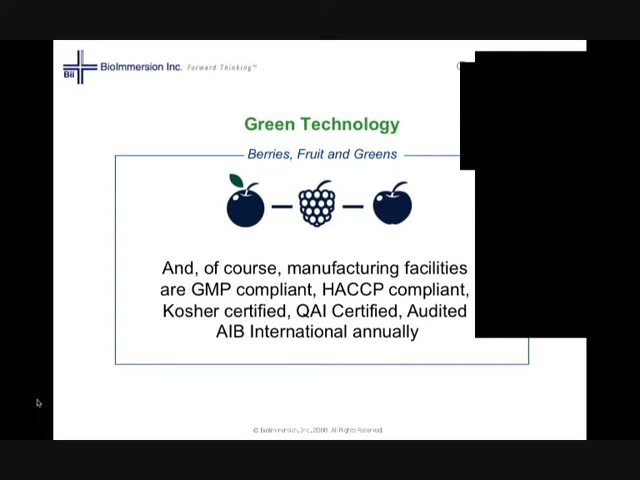 BioImmersion Inc. Forward Thinking™
Bii
Green Technology
Berries, Fruit and Greens
And, of course, manufacturing facilities
are GMP compliant, HACCP compliant,
Kosher certified, QAI Certified, Audited
AIB International annually
© BioImmersion, Inc., 2008 All Rights Reserved.